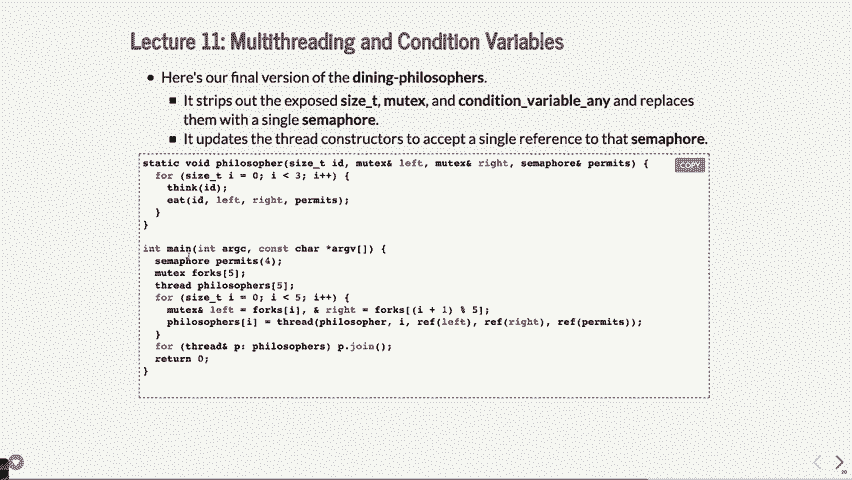 Lecture 11: Multithreading and Condition Variables
Here's our final version of the dining-philosophers.
It strips out the exposed size_t, mutex, and condition_variable_any and replaces
them with a single semaphore.
It updates the thread constructors to accept a single reference to that semaphore.
COPY
static void philosopher(size_t id, mutex& left, mutex& right, semaphore& permits) {
  for (size_t i = 0; i < 3; i++) {
    think(id);
    eat(id, left, right, permits);
  }
}

int main(int argc, const char *argv[]) {
  semaphore permits(4);
  mutex forks[5];
  thread philosophers[5];
  for (size_t i = 0; i < 5; i++) {
    mutex& left = forks[i], & right = forks[(i + 1) % 5];
    philosophers[i] = thread(philosopher, i, ref(left), ref(right), ref(permits));
  }
  for (thread& p: philosophers) p.join();
  return 0;
}
20